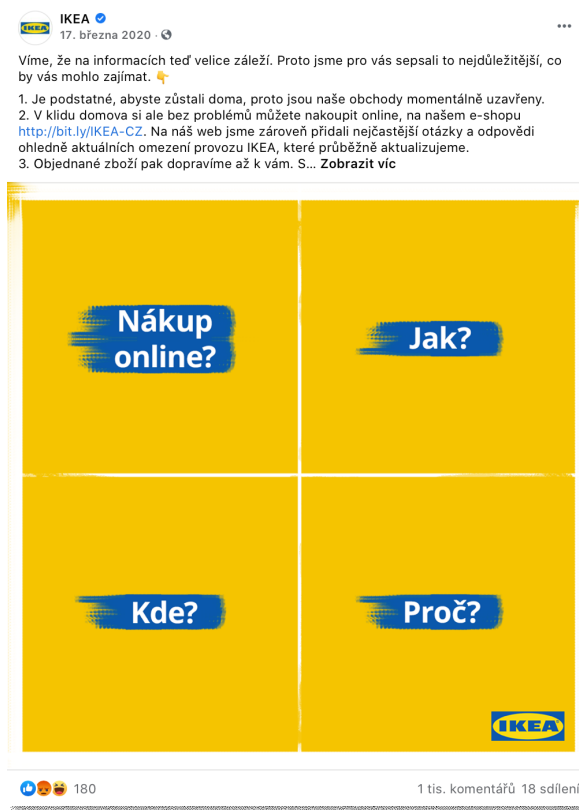 IKEA
IKEA
17. března 2020 ·
Víme, že na informacích teď velice záleží. Proto jsme pro vás sepsali to nejdůležitější, co
by vás mohlo zajímat. 👇
1. Je podstatné, abyste zůstali doma, proto jsou naše obchody momentálně uzavřeny.
2. V klidu domova si ale bez problémů můžete nakoupit online, na našem e-shopu
http://bit.ly/IKEA-CZ. Na náš web jsme zároveň přidali nejčastější otázky a odpovědi
ohledně aktuálních omezení provozu IKEA, které průběžně aktualizujeme.
3. Objednané zboží pak dopravíme až k vám. S... Zobrazit víc
Nákup
online?
Jak?
Kde?
Proč?
IKEA
180
1 tis. komentářů 18 sdílení